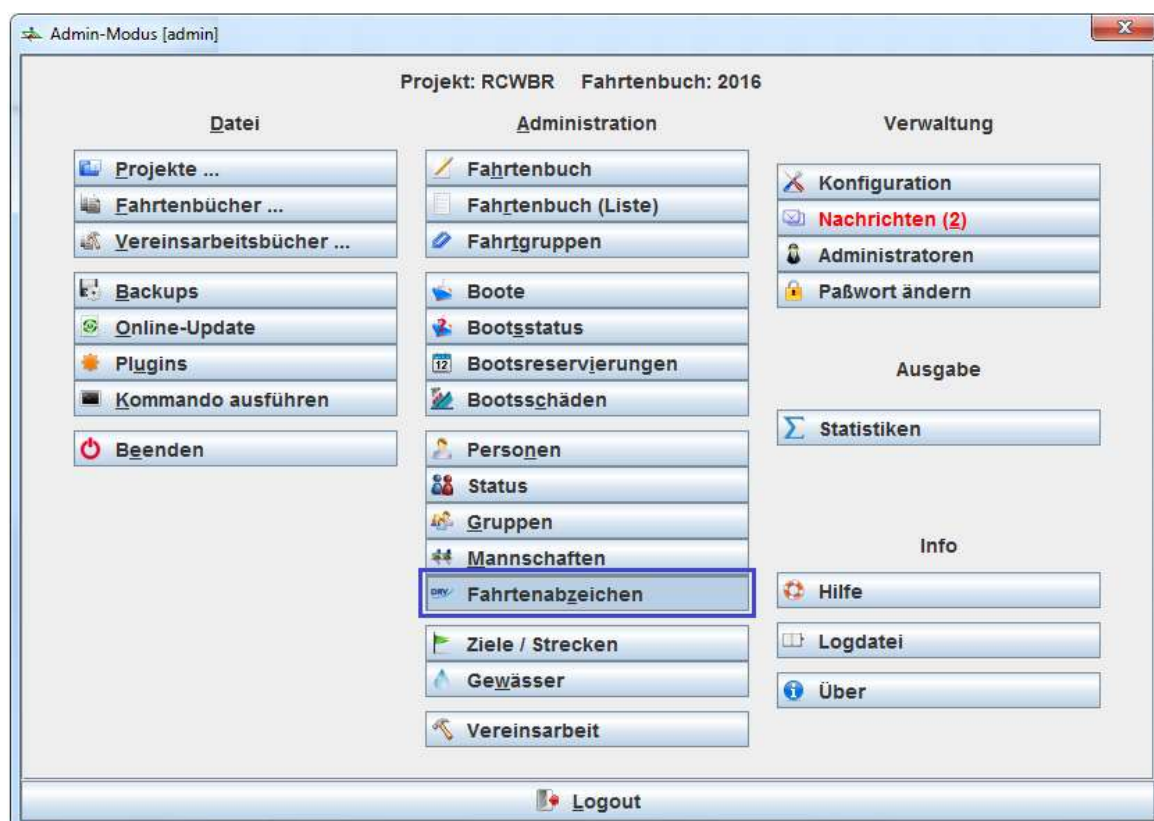 Admin-Modus [admin]
Projekt: RCWBR Fahrtenbuch: 2016
Datei
Projekte ...
Fahrtenbücher ...
Vereinsarbeitsbücher ...
Backups
Online-Update
Plugins
Kommando ausführen
Beenden
Administration
Fahrtenbuch
Fahrtenbuch (Liste)
Fahrtgruppen
Boote
Bootsstatus
12
Bootsreservierungen
Bootsschäden
Personen
Status
Gruppen
Mannschaften
DRV
Fahrtenabzeichen
Ziele / Strecken
Gewässer
Vereinsarbeit
Verwaltung
Konfiguration
Nachrichten (2)
Administratoren
Paßwort ändern
Ausgabe
Statistiken
Info
Hilfe
Logdatei
Über
Logout